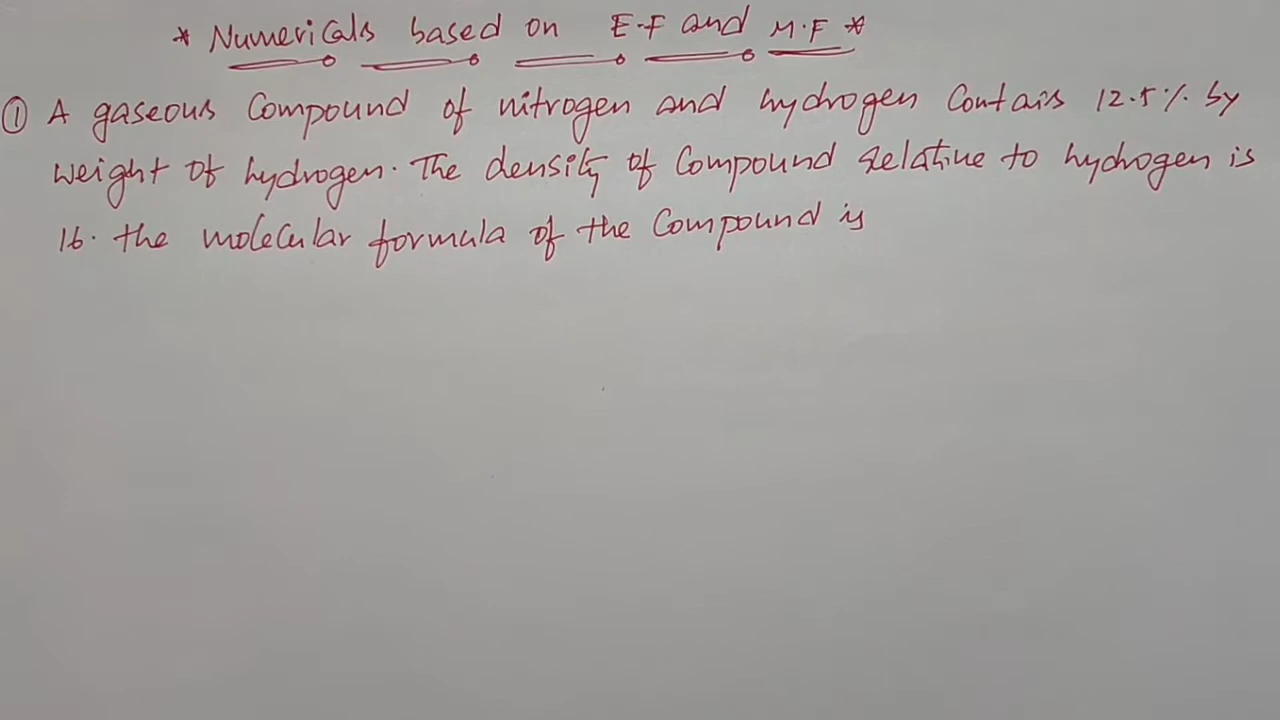 * Numericals based on E.F and M.F *
① A gaseous Compound of nitrogen and hydrogen Contais 12.5% by
weight of hydrogen. The density of Compound relative to hydrogen is
16. the molecular formula of the Compound is